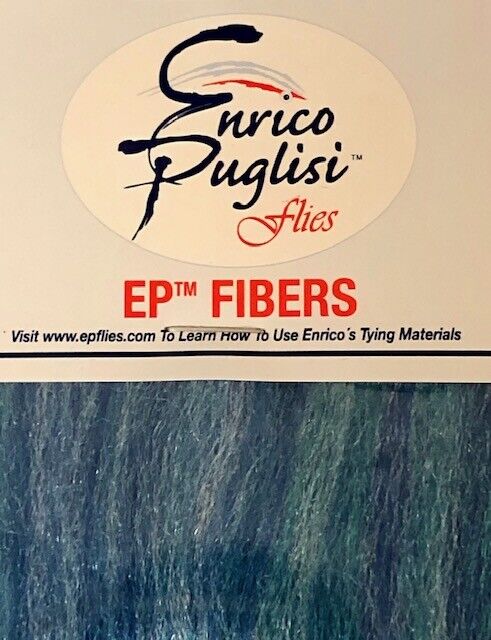 Enrico
Puglisi™
flies
EP™ FIBERS
Visit www.epflies.com To Learn How To Use Enrico's Tying Materials